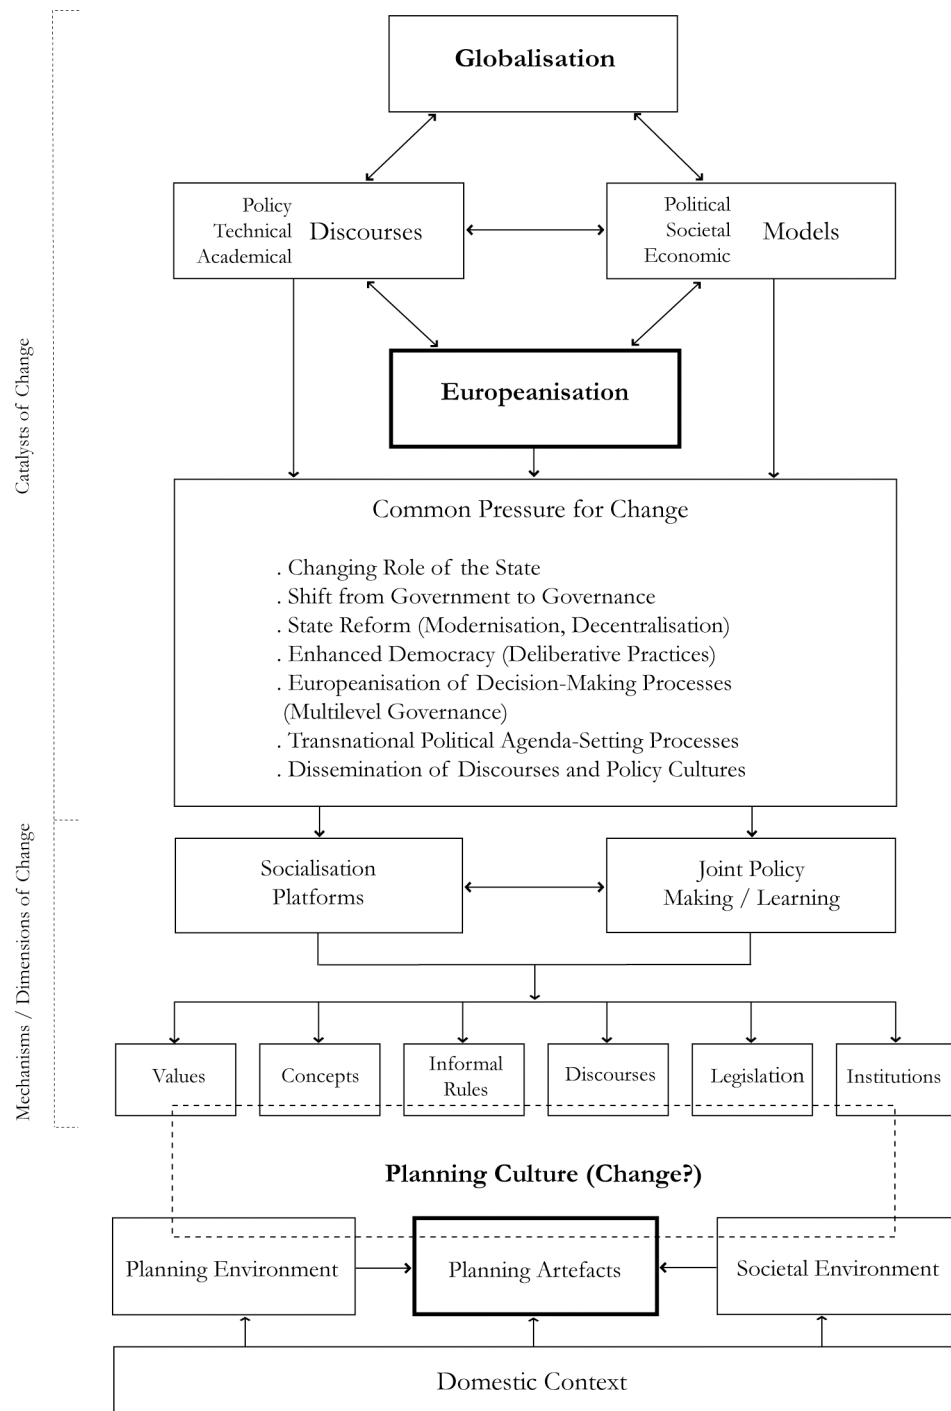 Globalisation
Policy
Technical
Academical
Discourses
Political
Societal
Economic
Models
Europeanisation
Catalysts of Change
Common Pressure for Change
. Changing Role of the State
. Shift from Government to Governance
. State Reform (Modernisation, Decentralisation)
. Enhanced Democracy (Deliberative Practices)
. Europeanisation of Decision-Making Processes
(Multilevel Governance)
. Transnational Political Agenda-Setting Processes
. Dissemination of Discourses and Policy Cultures
Mechanisms / Dimensions of Change
Socialisation
Platforms
Joint Policy
Making / Learning
Values
Concepts
Informal
Rules
Discourses
Legislation
Institutions
Planning Culture (Change?)
Planning Environment
Planning Artefacts
Societal Environment
Domestic Context